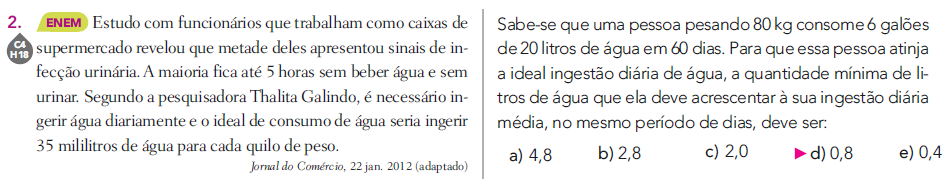 2. ENEM Estudo com funcionários que trabalham como caixas de
C4
H18
supermercado revelou que metade deles apresentou sinais de in-
fecção urinária. A maioria fica até 5 horas sem beber água e sem
urinar. Segundo a pesquisadora Thalita Galindo, é necessário in-
gerir água diariamente e o ideal de consumo de água seria ingerir
35 mililitros de água para cada quilo de peso.
Jornal do Comércio, 22 jan. 2012 (adaptado)
Sabe-se que uma pessoa pesando 80 kg consome 6 galões
de 20 litros de água em 60 dias. Para que essa pessoa atinja
a ideal ingestão diária de água, a quantidade mínima de li-
tros de água que ela deve acrescentar à sua ingestão diária
média, no mesmo período de dias, deve ser:
a) 4,8 b) 2,8 c) 2,0 d) 0,8 e) 0,4